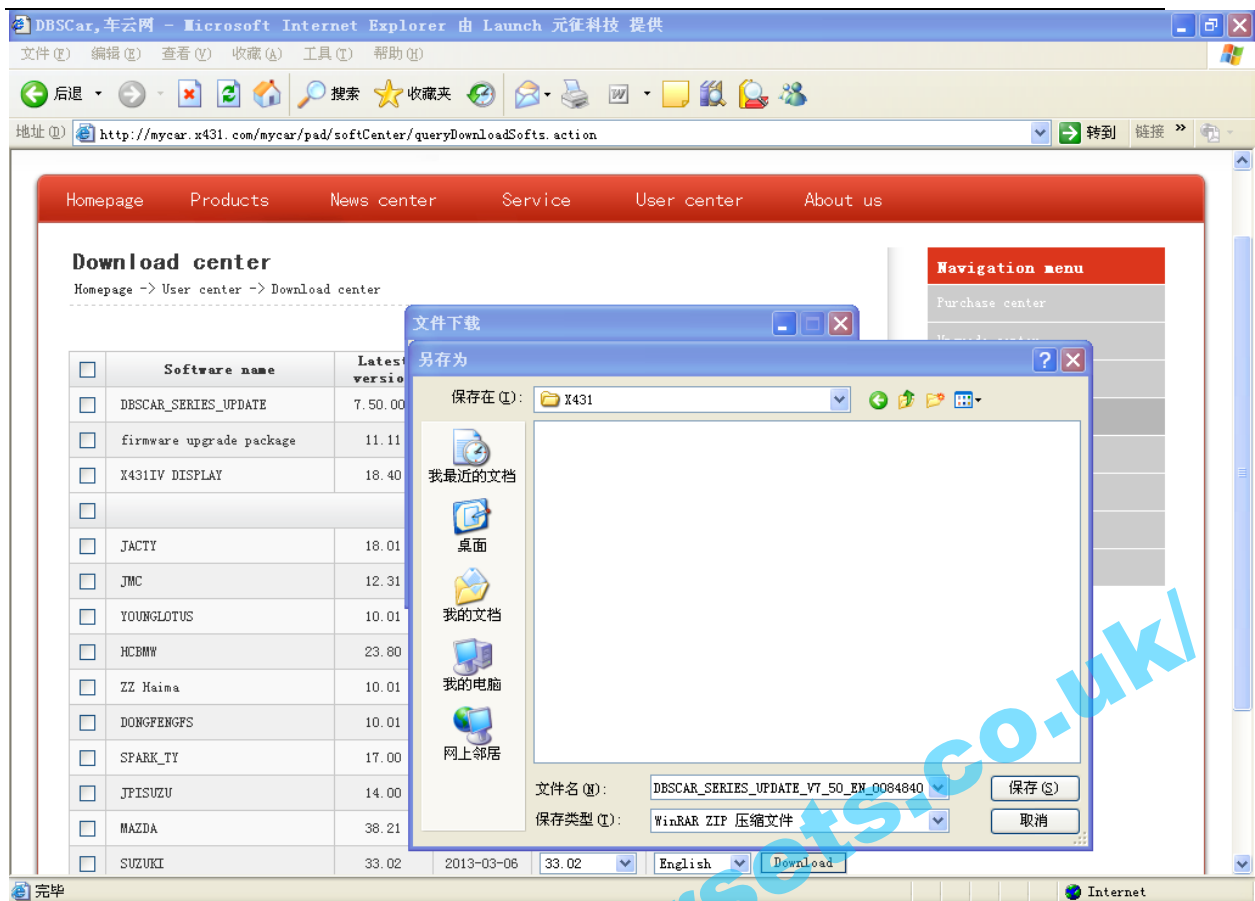 DBSCar,车云网 - Microsoft Internet Explorer 由 Launch 元征科技 提供
文件(F) 编辑(E) 查看(V) 收藏(A) 工具(T) 帮助(H)
后退 搜索 收藏夹
地址(D) http://mycar.x431.com/mycar/pad/softCenter/queryDownloadSofts.action 转到 链接 »
Homepage Products News center Service User center About us
Download center
Homepage -> User center -> Download center
Navigation menu
Purchase center
文件下载
另存为
保存在(I): X431
我最近的文档
桌面
我的文档
我的电脑
网上邻居
文件名(N): DBSCAR_SERIES_UPDATE_V7_50_EN_0084840 保存(S)
保存类型(T): WinRAR ZIP 压缩文件 取消
Software name Latest
DBSCAR_SERIES_UPDATE 7.50.00
firmware upgrade package 11.11
X431IV DISPLAY 18.40
JACTY 18.01
JMC 12.31
YOUNGLOTUS 10.01
HCBMW 23.80
ZZ Haima 10.01
DONGFENGFS 10.01
SPARK_TY 17.00
JPISUZU 14.00
MAZDA 38.21
SUZUKI 33.02 2013-03-06 33.02 English Download
完毕 Internet
sets.co.uk/